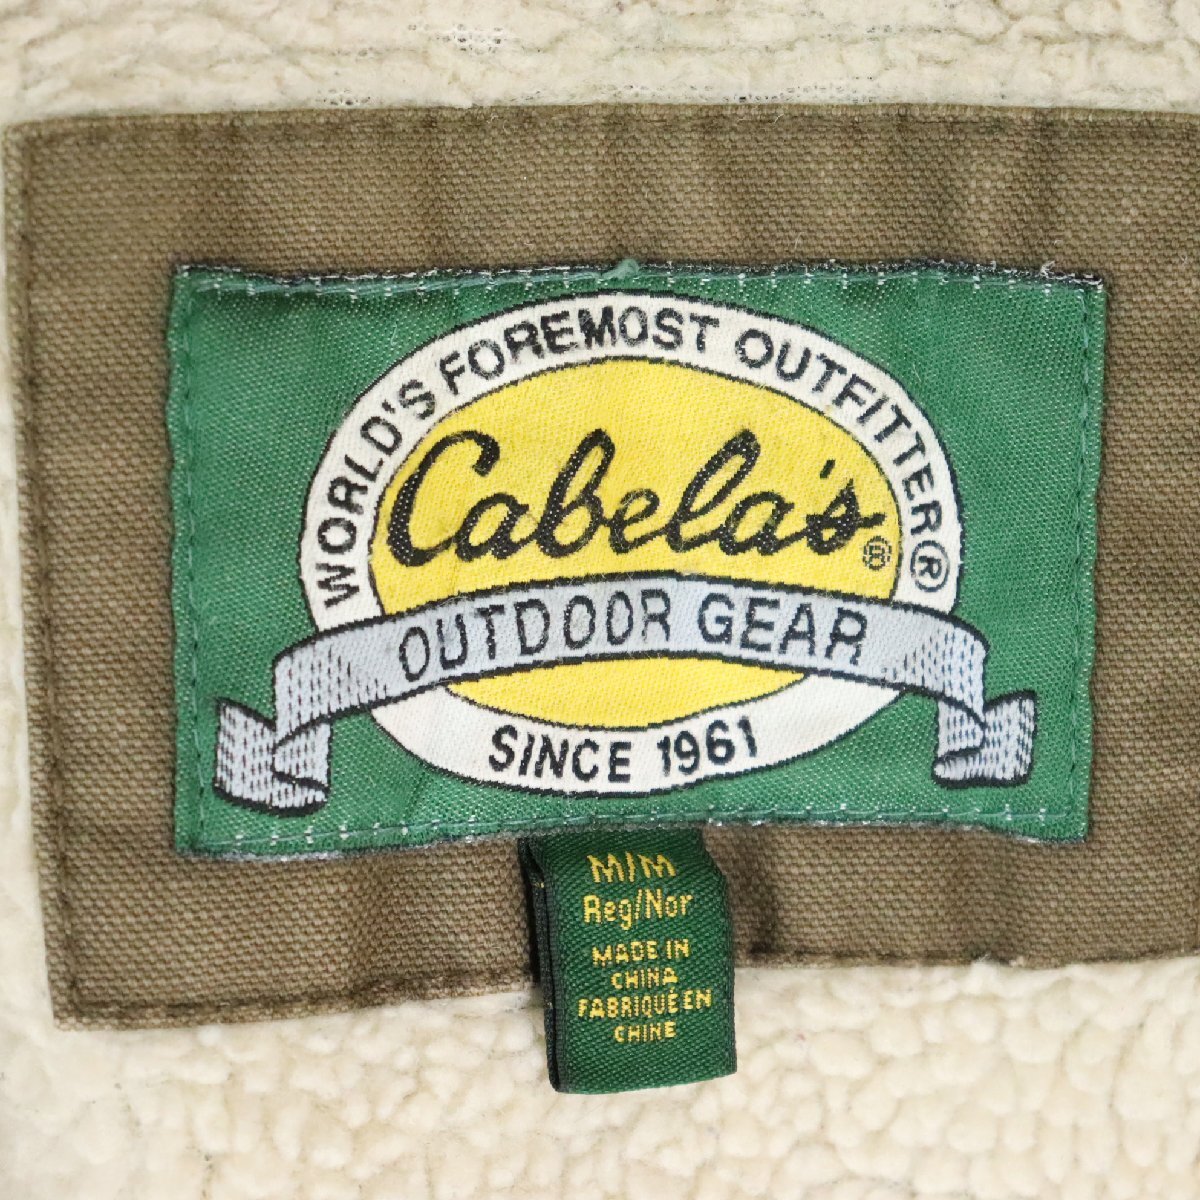 WORLD'S FOREMOST OUTFITTER®
Cabela's®
OUTDOOR GEAR
SINCE 1961
M/M
Reg/Nor
MADE IN
CHINA
FABRIQUÉ EN
CHINE